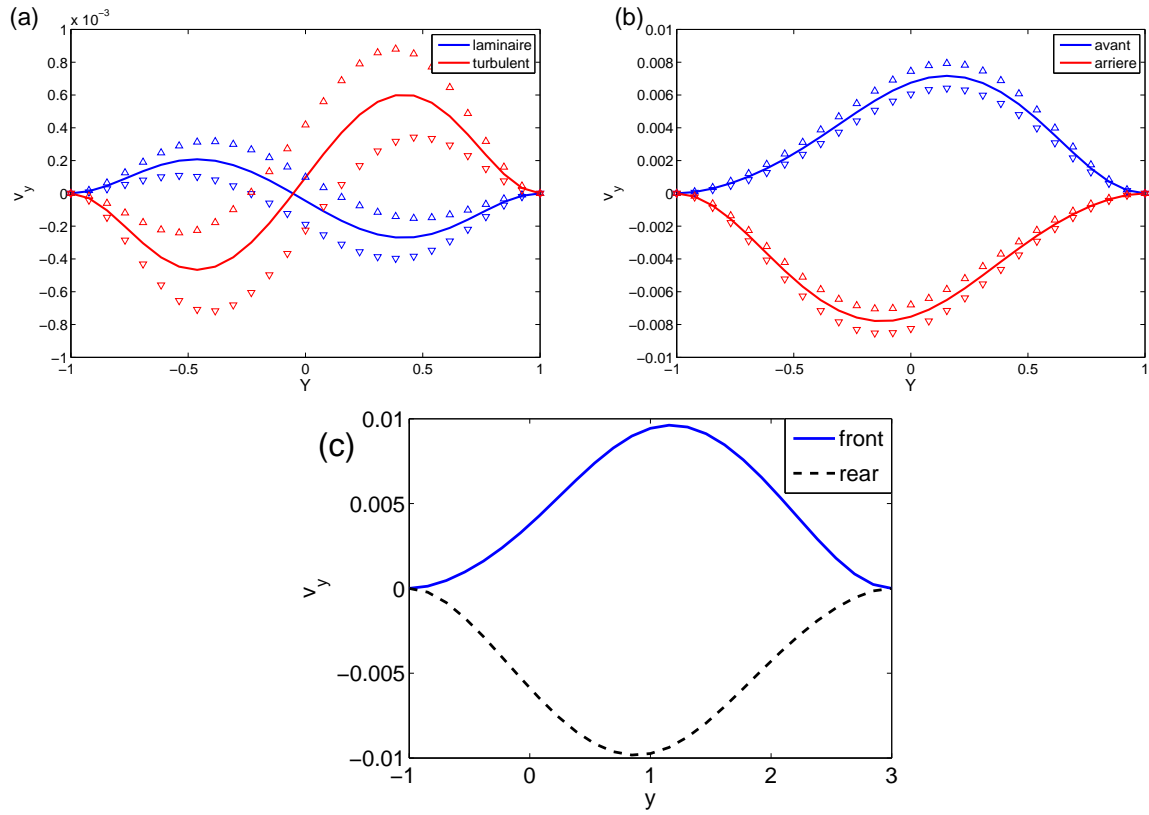 (a)
x 10⁻³
1
0.8
0.6
0.4
0.2
0
−0.2
−0.4
−0.6
−0.8
−1
−1
−0.5
0
0.5
1
Y
v_y
laminaire
turbulent
(b)
0.01
0.008
0.006
0.004
0.002
0
−0.002
−0.004
−0.006
−0.008
−0.01
−1
−0.5
0
0.5
1
Y
v_y
avant
arriere
(c)
0.01
0.005
0
−0.005
−0.01
−1
0
1
2
3
y
v_y
front
rear